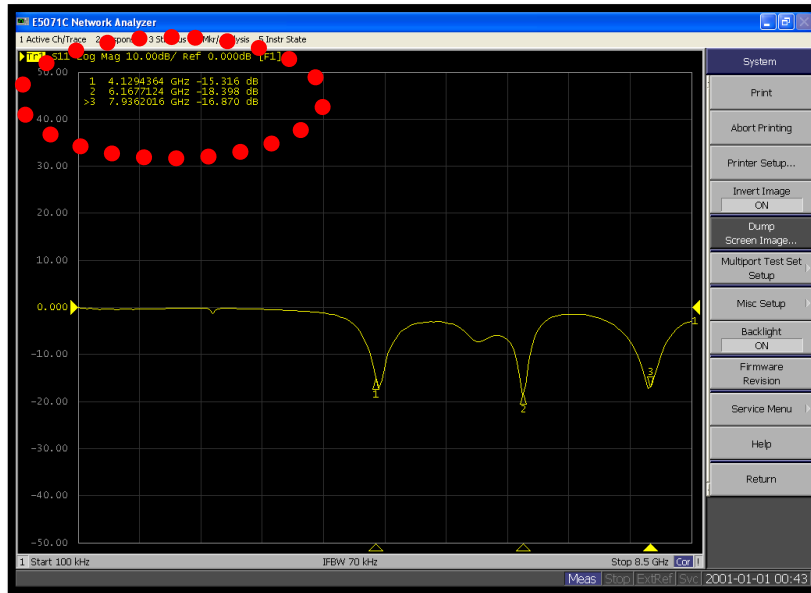 E5071C Network Analyzer
1 Active Ch/Trace 2 3 5 Instr State
S11 Log Mag 10.00dB/ Ref 0.000dB [F1]
50.00
1 4.1294364 GHz -15.316 dB
2 6.1677124 GHz -18.398 dB
>3 7.9362016 GHz -16.870 dB
40.00
30.00
20.00
10.00
0.000
-10.00
-20.00
-30.00
-40.00
-50.00
1
2
3
1
1 Start 100 kHz
IFBW 70 kHz
Stop 8.5 GHz Cor !
System
Print
Abort Printing
Printer Setup...
Invert Image
ON
Dump
Screen Image...
Multiport Test Set
Setup
Misc Setup
Backlight
ON
Firmware
Revision
Service Menu
Help
Return
Meas Stop ExtRef Svc 2001-01-01 00:43